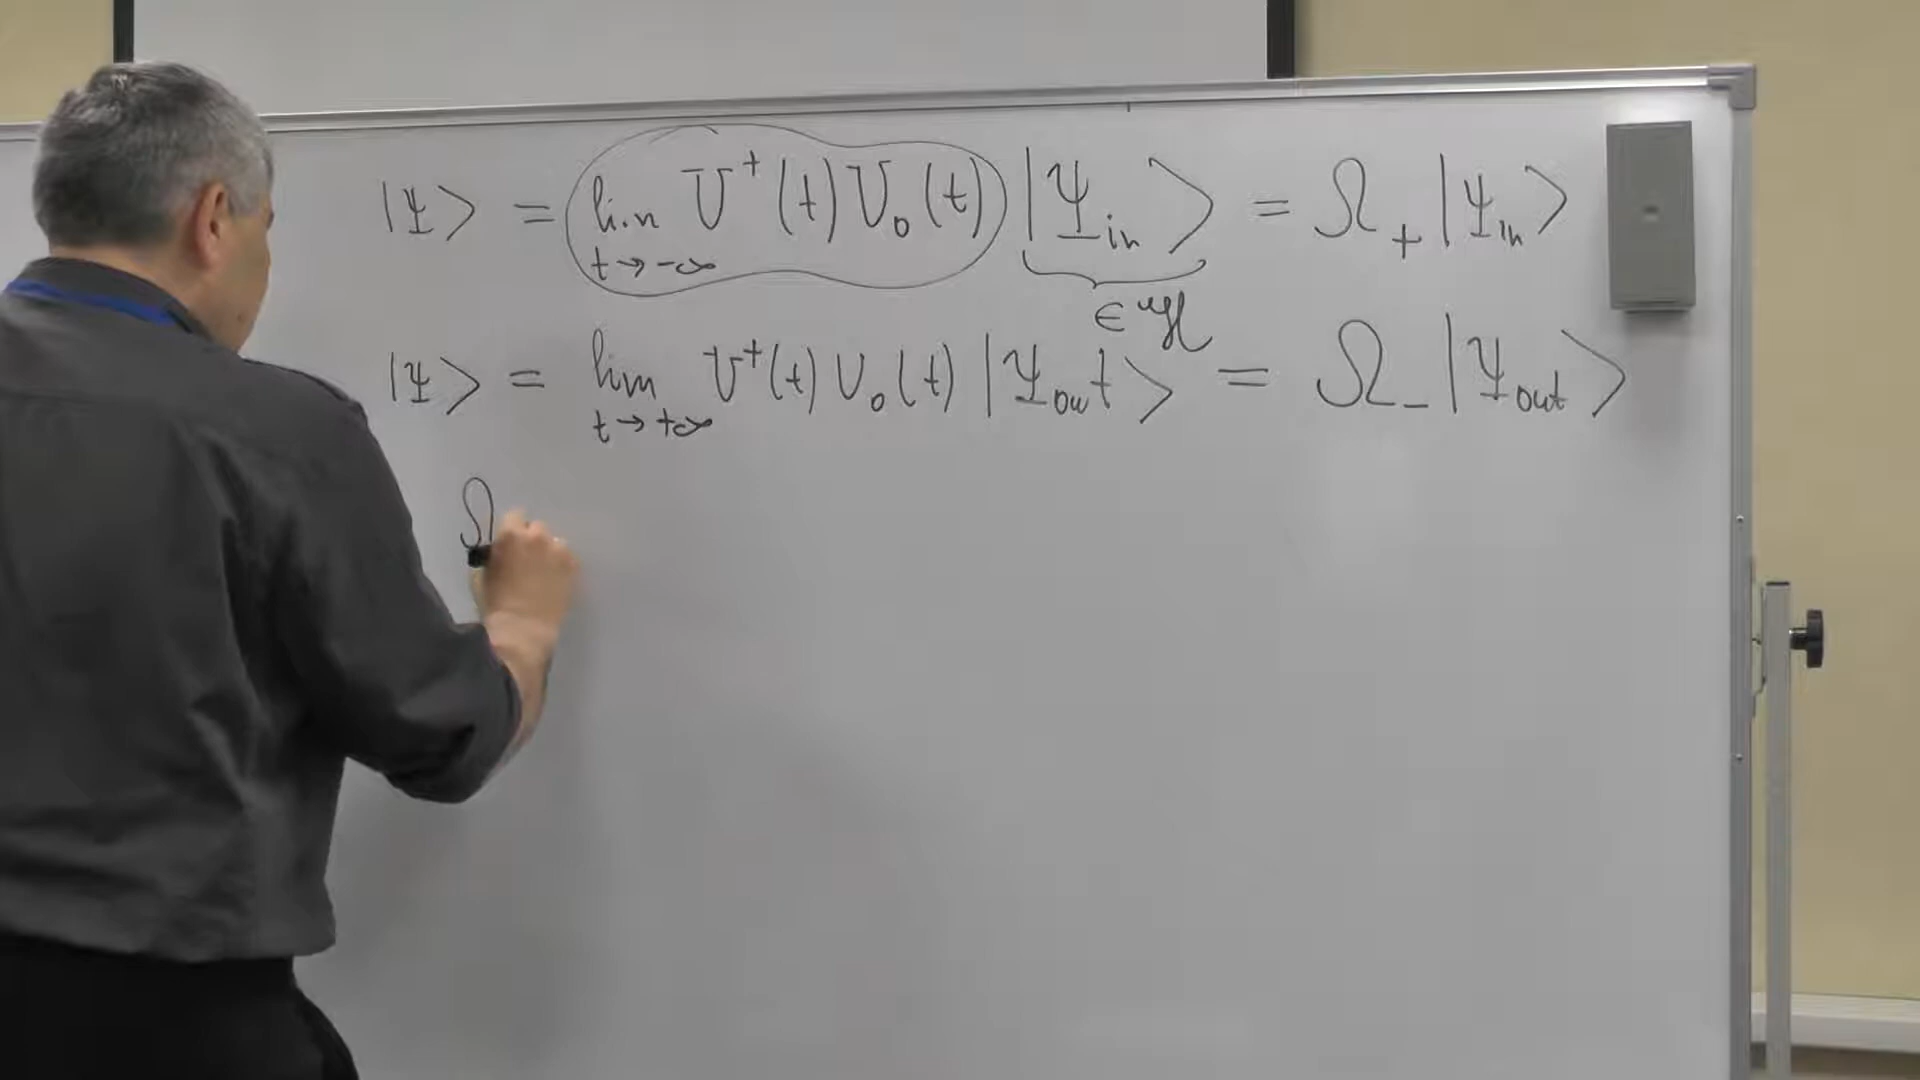 |Ψ> = lim U⁺(t) U₀(t) |Ψin> = Ω₊ |Ψin>
t→-∞
∈ ℋ
|Ψ> = lim U⁺(t) U₀(t) |Ψout> = Ω₋ |Ψout>
t→+∞
Ω